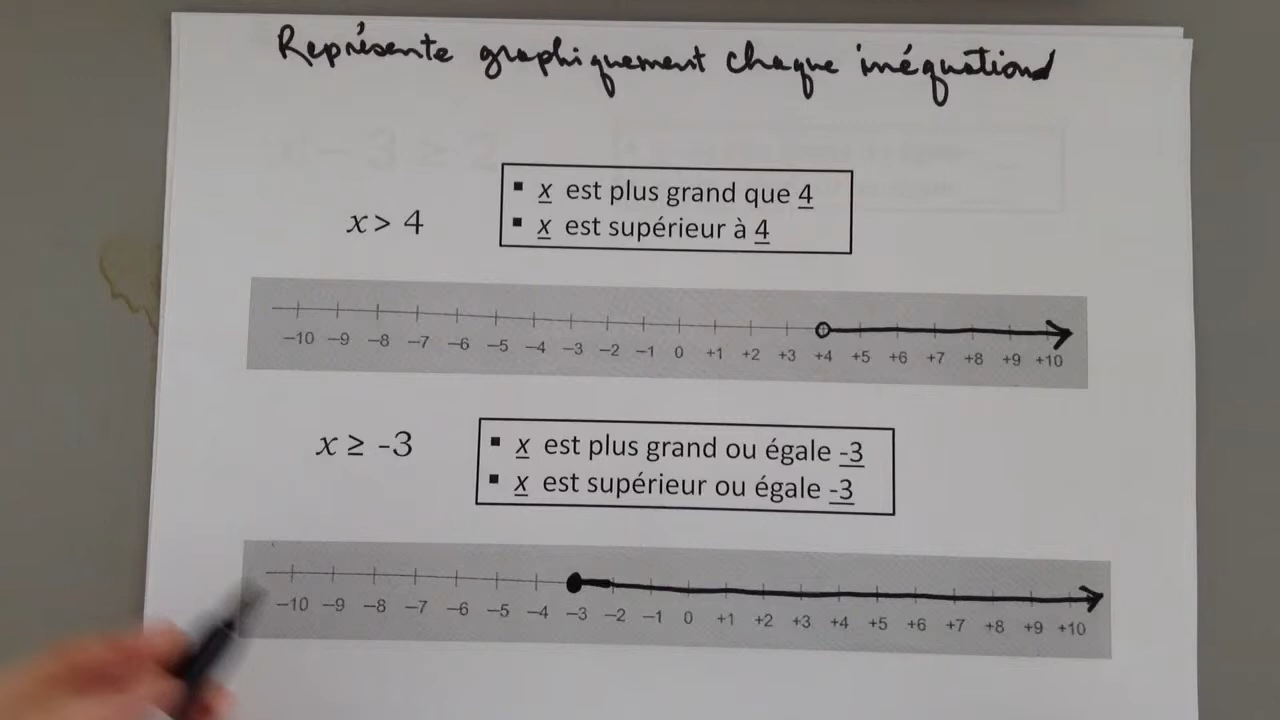 Représente graphiquement chaque inéquation
x > 4
▪ x est plus grand que 4
▪ x est supérieur à 4
–10 –9 –8 –7 –6 –5 –4 –3 –2 –1 0 +1 +2 +3 +4 +5 +6 +7 +8 +9 +10
x ≥ -3
▪ x est plus grand ou égale -3
▪ x est supérieur ou égale -3
–10 –9 –8 –7 –6 –5 –4 –3 –2 –1 0 +1 +2 +3 +4 +5 +6 +7 +8 +9 +10